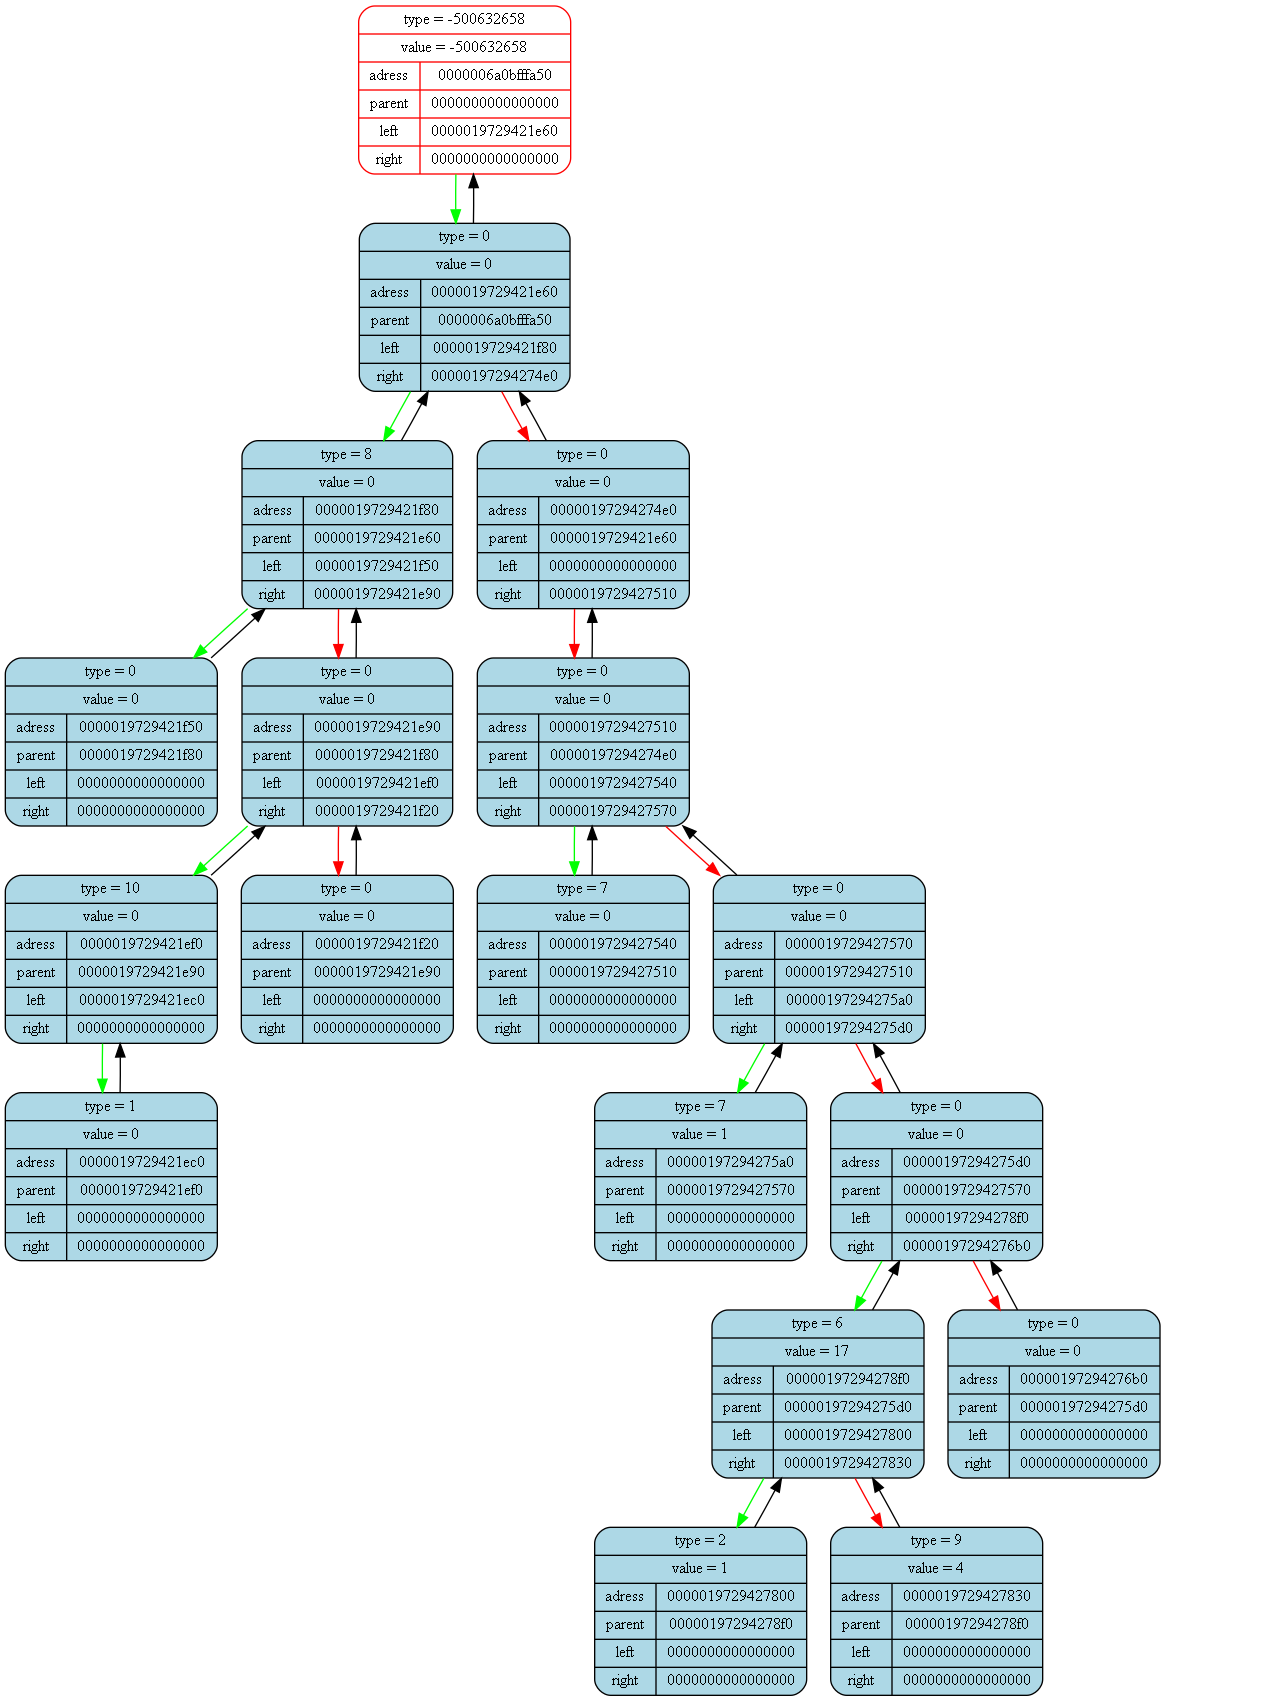 type = -500632658
value = -500632658
adress 0000006a0bfffa50
parent 0000000000000000
left 0000019729421e60
right 0000000000000000
type = 0
value = 0
adress 0000019729421e60
parent 0000006a0bfffa50
left 0000019729421f80
right 00000197294274e0
type = 8
value = 0
adress 0000019729421f80
parent 0000019729421e60
left 0000019729421f50
right 0000019729421e90
type = 0
value = 0
adress 00000197294274e0
parent 0000019729421e60
left 0000000000000000
right 0000019729427510
type = 0
value = 0
adress 0000019729421f50
parent 0000019729421f80
left 0000000000000000
right 0000000000000000
type = 0
value = 0
adress 0000019729421e90
parent 0000019729421f80
left 0000019729421ef0
right 0000019729421f20
type = 0
value = 0
adress 0000019729427510
parent 00000197294274e0
left 0000019729427540
right 0000019729427570
type = 10
value = 0
adress 0000019729421ef0
parent 0000019729421e90
left 0000019729421ec0
right 0000000000000000
type = 0
value = 0
adress 0000019729421f20
parent 0000019729421e90
left 0000000000000000
right 0000000000000000
type = 7
value = 0
adress 0000019729427540
parent 0000019729427510
left 0000000000000000
right 0000000000000000
type = 0
value = 0
adress 0000019729427570
parent 0000019729427510
left 00000197294275a0
right 00000197294275d0
type = 1
value = 0
adress 0000019729421ec0
parent 0000019729421ef0
left 0000000000000000
right 0000000000000000
type = 7
value = 1
adress 00000197294275a0
parent 0000019729427570
left 0000000000000000
right 0000000000000000
type = 0
value = 0
adress 00000197294275d0
parent 0000019729427570
left 00000197294278f0
right 00000197294276b0
type = 6
value = 17
adress 00000197294278f0
parent 00000197294275d0
left 0000019729427800
right 0000019729427830
type = 0
value = 0
adress 00000197294276b0
parent 00000197294275d0
left 0000000000000000
right 0000000000000000
type = 2
value = 1
adress 0000019729427800
parent 00000197294278f0
left 0000000000000000
right 0000000000000000
type = 9
value = 4
adress 0000019729427830
parent 00000197294278f0
left 0000000000000000
right 0000000000000000